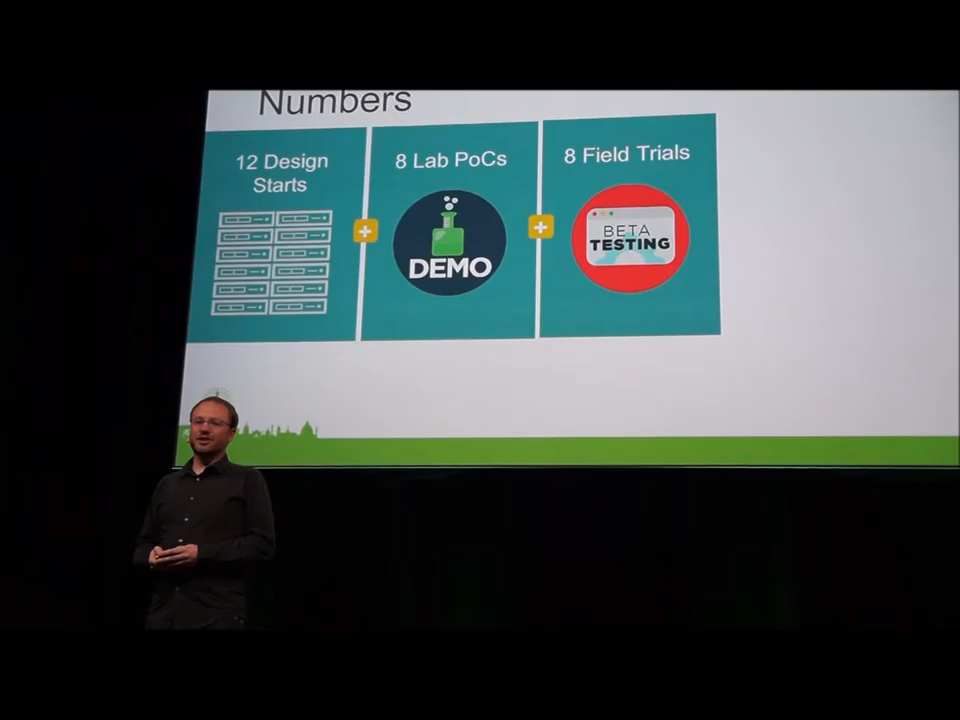 Numbers
12 Design
Starts
8 Lab PoCs
DEMO
8 Field Trials
BETA
TESTING